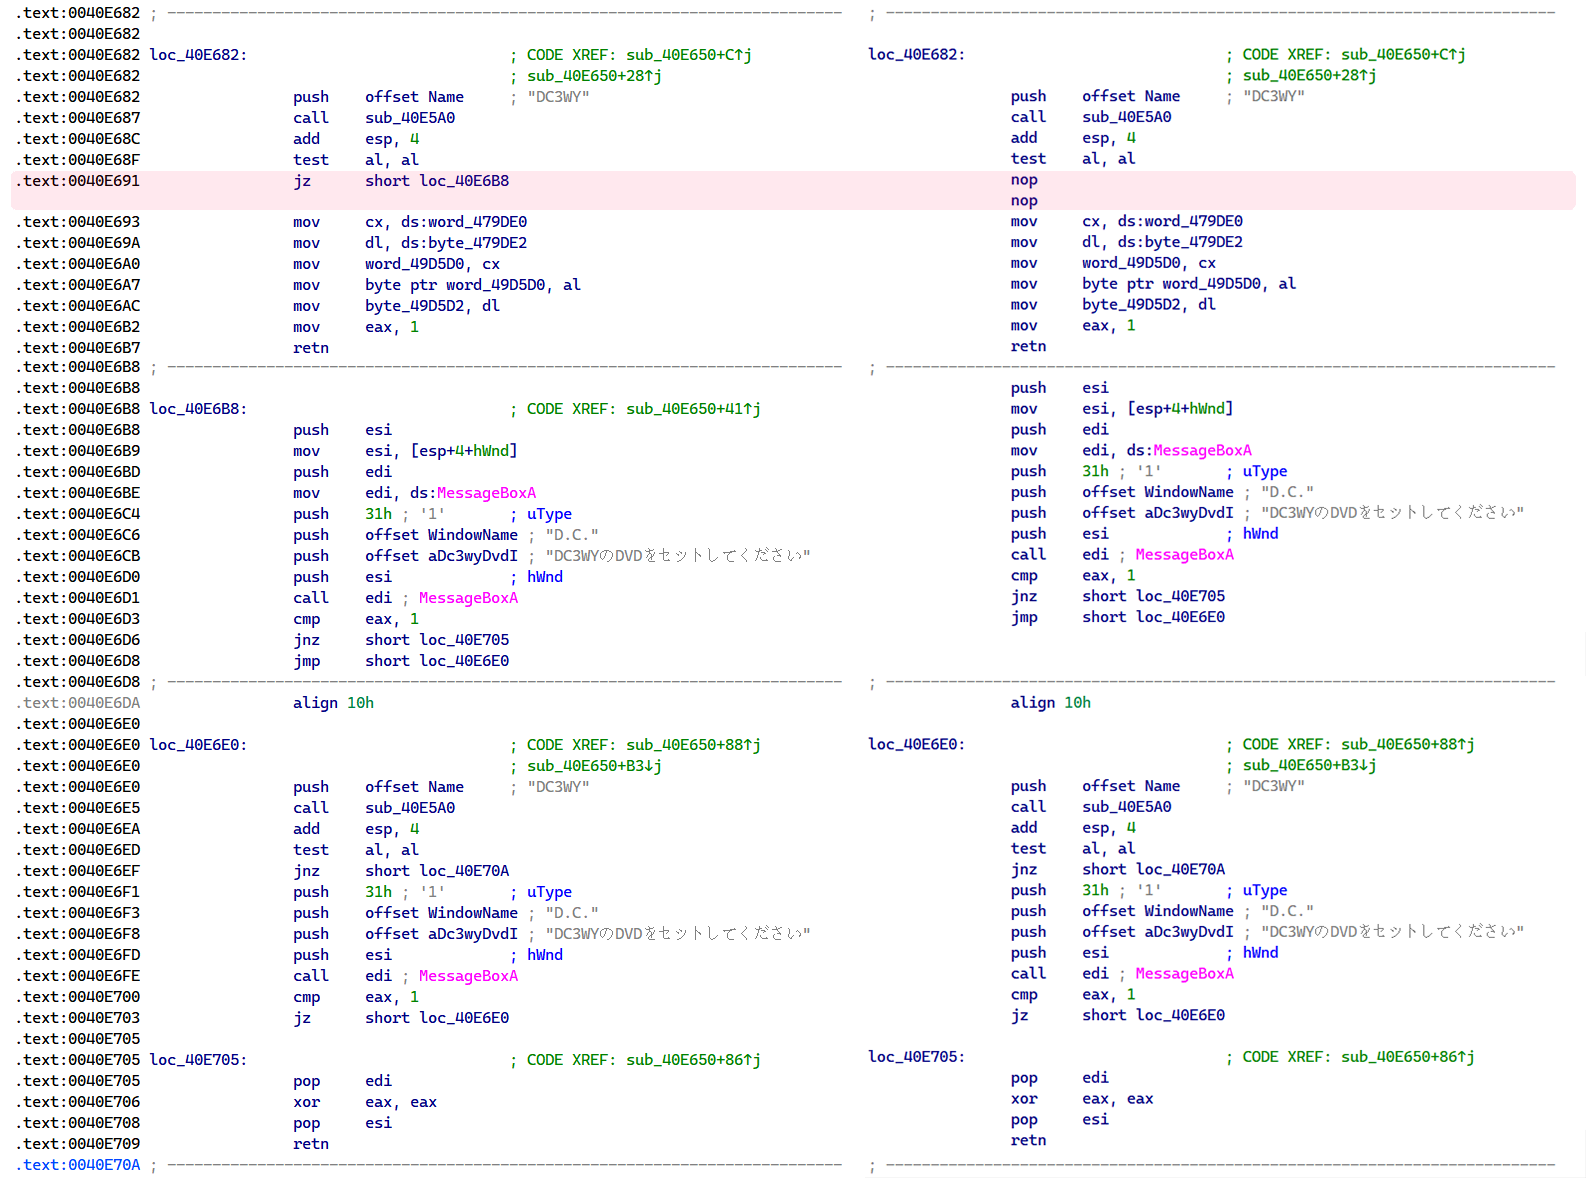 .text:0040E682 ; --------------------------------------------------------------------------- ; ---------------------------------------------------------------------------
.text:0040E682
.text:0040E682 loc_40E682: ; CODE XREF: sub_40E650+C↑j loc_40E682: ; CODE XREF: sub_40E650+C↑j
.text:0040E682 ; sub_40E650+28↑j ; sub_40E650+28↑j
.text:0040E682 push offset Name ; "DC3WY" push offset Name ; "DC3WY"
.text:0040E687 call sub_40E5A0 call sub_40E5A0
.text:0040E68C add esp, 4 add esp, 4
.text:0040E68F test al, al test al, al
.text:0040E691 jz short loc_40E6B8 nop
nop
.text:0040E693 mov cx, ds:word_479DE0 mov cx, ds:word_479DE0
.text:0040E69A mov dl, ds:byte_479DE2 mov dl, ds:byte_479DE2
.text:0040E6A0 mov word_49D5D0, cx mov word_49D5D0, cx
.text:0040E6A7 mov byte ptr word_49D5D0, al mov byte ptr word_49D5D0, al
.text:0040E6AC mov byte_49D5D2, dl mov byte_49D5D2, dl
.text:0040E6B2 mov eax, 1 mov eax, 1
.text:0040E6B7 retn retn
.text:0040E6B8 ; --------------------------------------------------------------------------- ; ---------------------------------------------------------------------------
.text:0040E6B8 push esi
.text:0040E6B8 loc_40E6B8: ; CODE XREF: sub_40E650+41↑j mov esi, [esp+4+hWnd]
.text:0040E6B8 push esi push edi
.text:0040E6B9 mov esi, [esp+4+hWnd] mov edi, ds:MessageBoxA
.text:0040E6BD push edi push 31h ; '1' ; uType
.text:0040E6BE mov edi, ds:MessageBoxA push offset WindowName ; "D.C."
.text:0040E6C4 push 31h ; '1' ; uType push offset aDc3wyDvdI ; "DC3WYのDVDをセットしてください"
.text:0040E6C6 push offset WindowName ; "D.C." push esi ; hWnd
.text:0040E6CB push offset aDc3wyDvdI ; "DC3WYのDVDをセットしてください" call edi ; MessageBoxA
.text:0040E6D0 push esi ; hWnd cmp eax, 1
.text:0040E6D1 call edi ; MessageBoxA jnz short loc_40E705
.text:0040E6D3 cmp eax, 1 jmp short loc_40E6E0
.text:0040E6D6 jnz short loc_40E705
.text:0040E6D8 jmp short loc_40E6E0
.text:0040E6D8 ; --------------------------------------------------------------------------- ; ---------------------------------------------------------------------------
.text:0040E6DA align 10h align 10h
.text:0040E6E0
.text:0040E6E0 loc_40E6E0: ; CODE XREF: sub_40E650+88↑j loc_40E6E0: ; CODE XREF: sub_40E650+88↑j
.text:0040E6E0 ; sub_40E650+B3↓j ; sub_40E650+B3↓j
.text:0040E6E0 push offset Name ; "DC3WY" push offset Name ; "DC3WY"
.text:0040E6E5 call sub_40E5A0 call sub_40E5A0
.text:0040E6EA add esp, 4 add esp, 4
.text:0040E6ED test al, al test al, al
.text:0040E6EF jnz short loc_40E70A jnz short loc_40E70A
.text:0040E6F1 push 31h ; '1' ; uType push 31h ; '1' ; uType
.text:0040E6F3 push offset WindowName ; "D.C." push offset WindowName ; "D.C."
.text:0040E6F8 push offset aDc3wyDvdI ; "DC3WYのDVDをセットしてください" push offset aDc3wyDvdI ; "DC3WYのDVDをセットしてください"
.text:0040E6FD push esi ; hWnd push esi ; hWnd
.text:0040E6FE call edi ; MessageBoxA call edi ; MessageBoxA
.text:0040E700 cmp eax, 1 cmp eax, 1
.text:0040E703 jz short loc_40E6E0 jz short loc_40E6E0
.text:0040E705
.text:0040E705 loc_40E705: ; CODE XREF: sub_40E650+86↑j loc_40E705: ; CODE XREF: sub_40E650+86↑j
.text:0040E705 pop edi pop edi
.text:0040E706 xor eax, eax xor eax, eax
.text:0040E708 pop esi pop esi
.text:0040E709 retn retn
.text:0040E70A ; --------------------------------------------------------------------------- ; ---------------------------------------------------------------------------